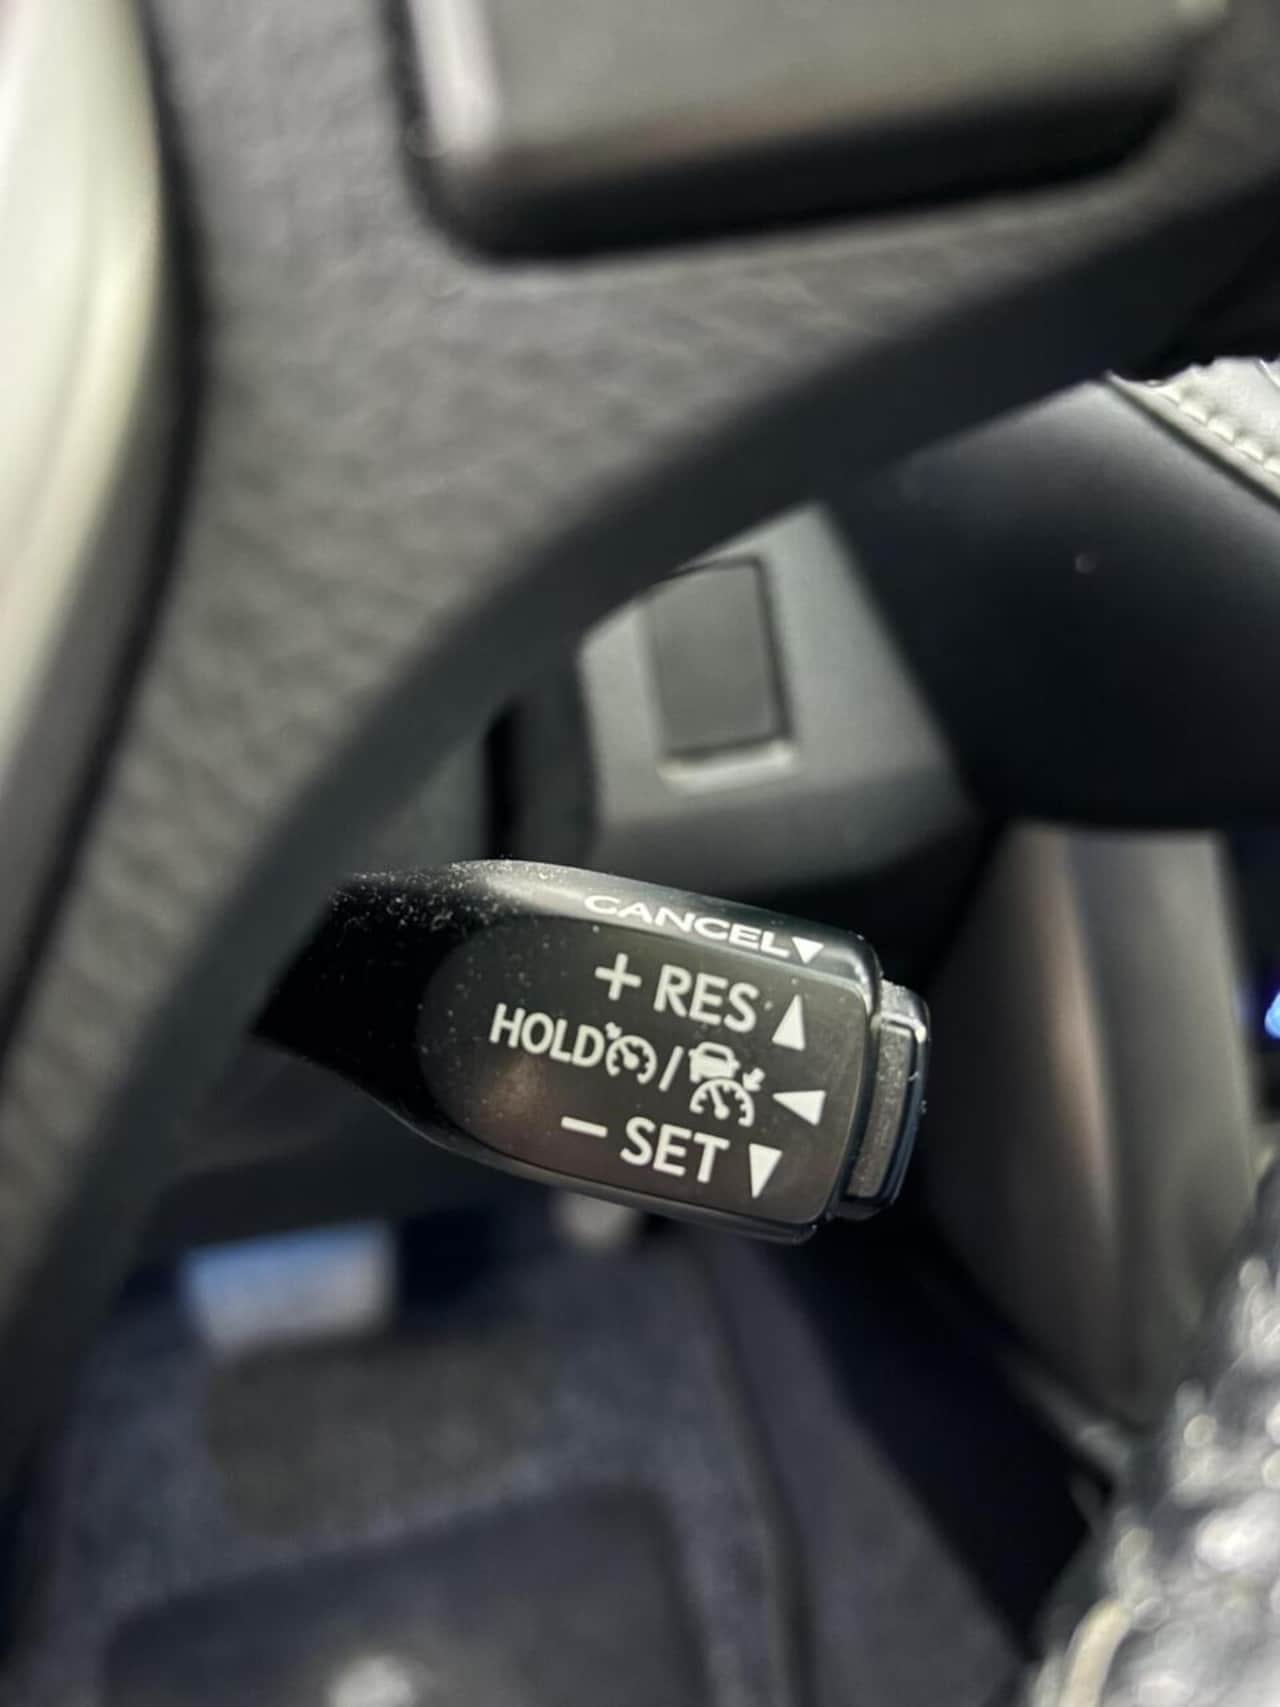 CANCEL
+ RES
HOLD /
− SET